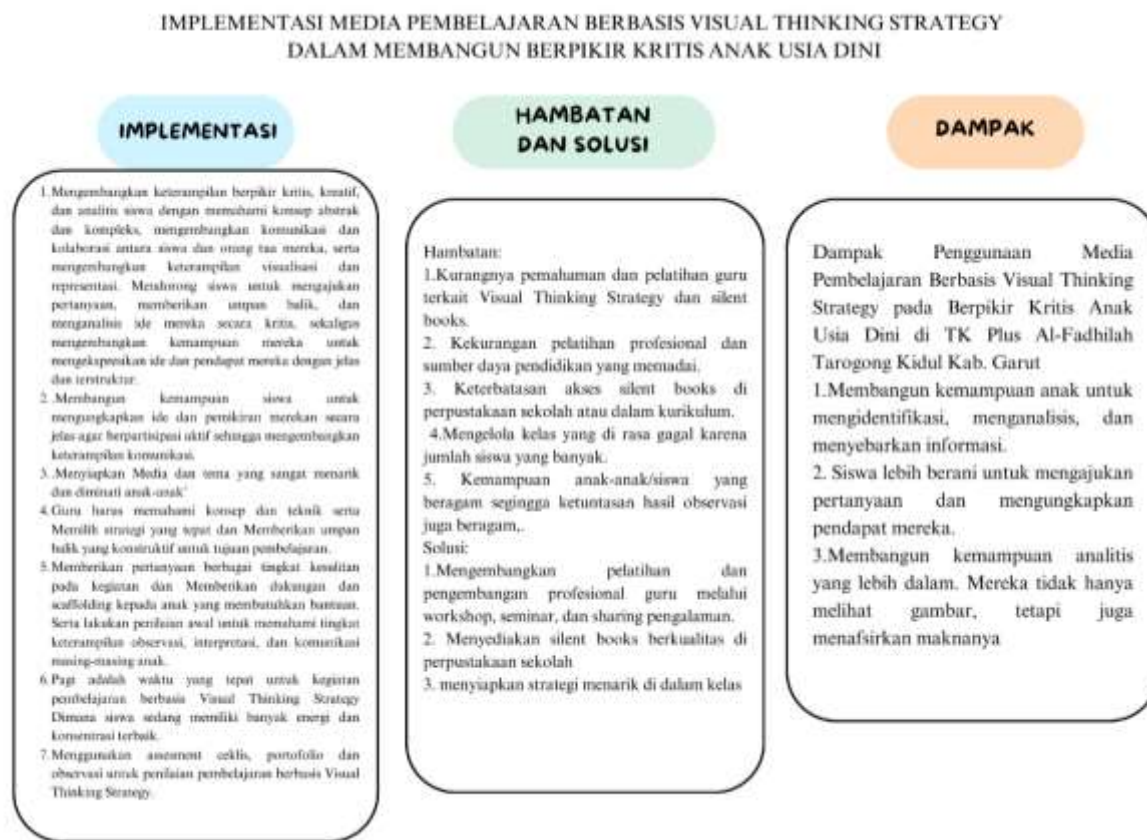 IMPLEMENTASI MEDIA PEMBELAJARAN BERBASIS VISUAL THINKING STRATEGY
DALAM MEMBANGUN BERPIKIR KRITIS ANAK USIA DINI
IMPLEMENTASI
1. Mengembangkan keterampilan berpikir kritis, kreatif,
dan analitis siswa dengan memahami konsep abstrak
dan kompleks, mengembangkan komunikasi dan
kolaborasi antara siswa dan orang tua mereka, serta
mengembangkan keterampilan visualisasi dan
representasi. Mendorong siswa untuk mengajukan
pertanyaan, memberikan umpan balik, dan
menganalisis ide mereka secara kritis, sekaligus
mengembangkan kemampuan mereka untuk
mengekspresikan ide dan pendapat mereka dengan jelas
dan terstruktur.
2. .Membangun kemampuan siswa untuk
mengungkapkan ide dan pemikiran merekan secara
jelas agar berpartisipasi aktif sehingga mengembangkan
keterampilan komunikasi.
3. .Menyiapkan Media dan tema yang sangat menarik
dan diminati anak-anak'
4. Guru harus memahami konsep dan teknik serta
Memilih strategi yang tepat dan Memberikan umpan
balik yang konstruktif untuk tujuan pembelajaran.
5. Memberikan pertanyaan berbagai tingkat kesulitan
pada kegiatan dan Memberikan dukungan dan
scaffolding kepada anak yang membutuhkan bantuan.
Serta lakukan penilaian awal untuk memahami tingkat
keterampilan observasi, interpretasi, dan komunikasi
masing-masing anak.
6. Pagi adalah waktu yang tepat untuk kegiatan
pembelajaran berbasis Visual Thinking Strategy
Dimana siswa sedang memiliki banyak energi dan
konsentrasi terbaik.
7. Menggunakan assesment ceklis, portofolio dan
observasi untuk penilaian pembelajaran berbasis Visual
Thinking Strategy.
HAMBATAN
DAN SOLUSI
Hambatan:
1.Kurangnya pemahaman dan pelatihan guru
terkait Visual Thinking Strategy dan silent
books.
2. Kekurangan pelatihan profesional dan
sumber daya pendidikan yang memadai.
3. Keterbatasan akses silent books di
perpustakaan sekolah atau dalam kurikulum.
4.Mengelola kelas yang di rasa gagal karena
jumlah siswa yang banyak.
5. Kemampuan anak-anak/siswa yang
beragam segingga ketuntasan hasil observasi
juga beragam,.
Solusi:
1.Mengembangkan pelatihan dan
pengembangan profesional guru melalui
workshop, seminar, dan sharing pengalaman.
2. Menyediakan silent books berkualitas di
perpustakaan sekolah
3. menyiapkan strategi menarik di dalam kelas
DAMPAK
Dampak Penggunaan Media
Pembelajaran Berbasis Visual Thinking
Strategy pada Berpikir Kritis Anak
Usia Dini di TK Plus Al-Fadhilah
Tarogong Kidul Kab. Garut
1.Membangun kemampuan anak untuk
mengidentifikasi, menganalisis, dan
menyebarkan informasi.
2. Siswa lebih berani untuk mengajukan
pertanyaan dan mengungkapkan
pendapat mereka.
3.Membangun kemampuan analitis
yang lebih dalam. Mereka tidak hanya
melihat gambar, tetapi juga
menafsirkan maknanya